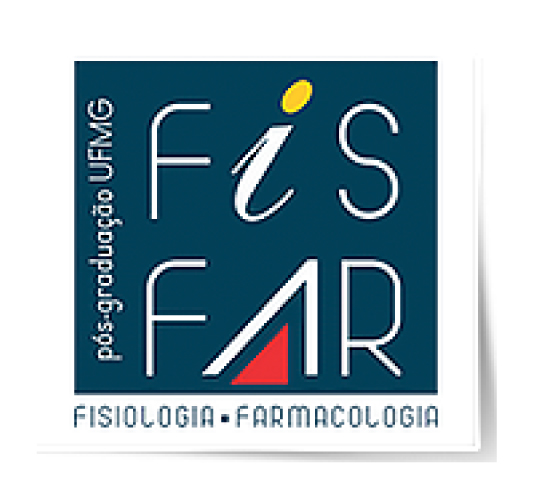 pós-graduação UFMG
FiS
FAR
FISIOLOGIA ▪ FARMACOLOGIA